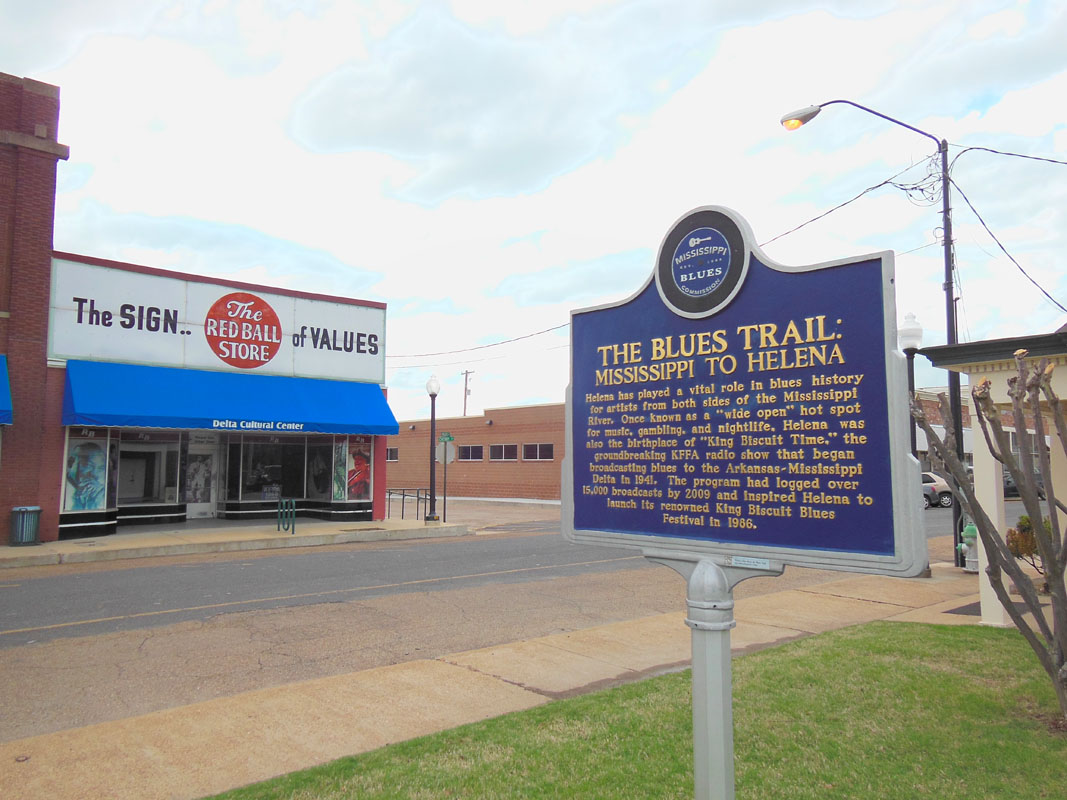 The SIGN..
The
RED BALL
STORE
of VALUES
Delta Cultural Center
MISSISSIPPI
BLUES
COMMISSION
THE BLUES TRAIL:
MISSISSIPPI TO HELENA
Helena has played a vital role in blues history
for artists from both sides of the Mississippi
River. Once known as a "wide open" hot spot
for music, gambling, and nightlife, Helena was
also the birthplace of "King Biscuit Time," the
groundbreaking KFFA radio show that began
broadcasting blues to the Arkansas-Mississippi
Delta in 1941. The program had logged over
15,000 broadcasts by 2009 and inspired Helena to
launch its renowned King Biscuit Blues
Festival in 1986.